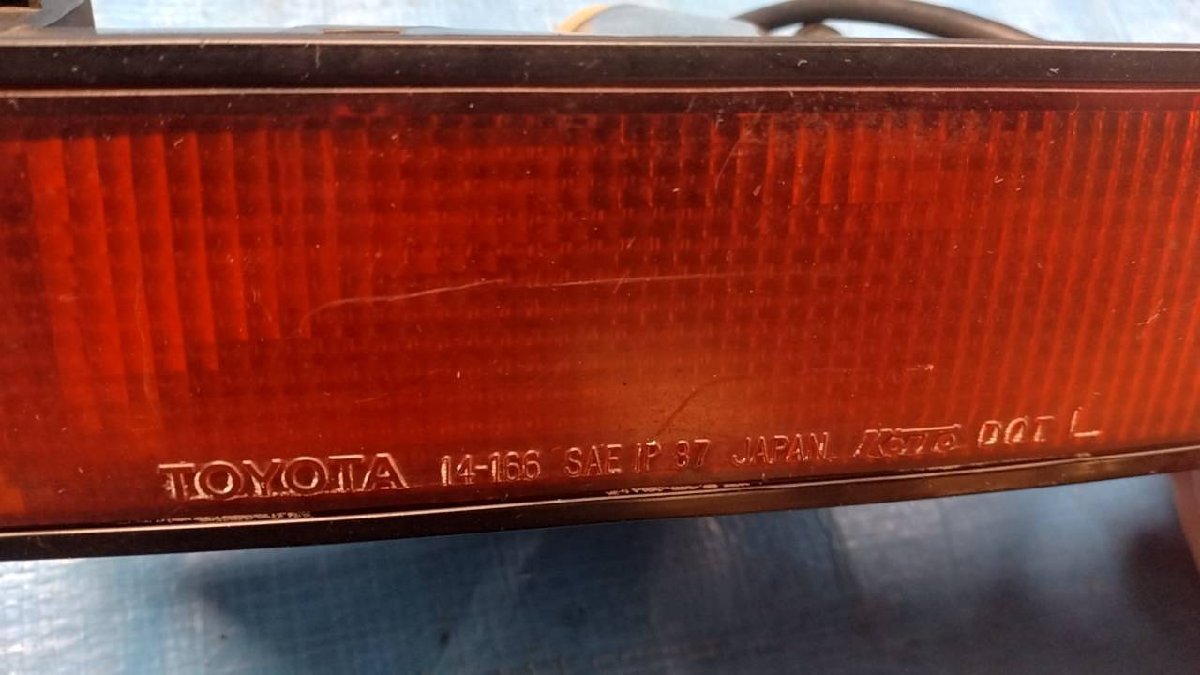 TOYOTA 14-166 SAE IP 87 JAPAN Koito DOT L